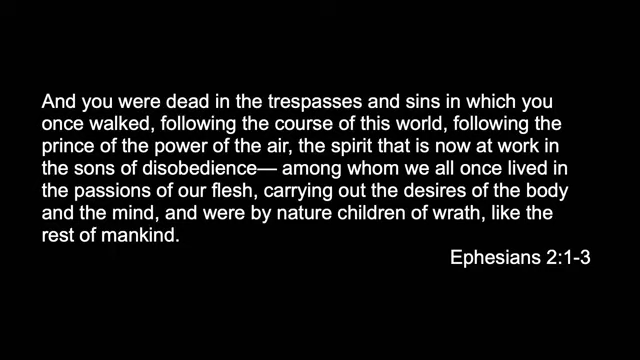 And you were dead in the trespasses and sins in which you
once walked, following the course of this world, following the
prince of the power of the air, the spirit that is now at work in
the sons of disobedience— among whom we all once lived in
the passions of our flesh, carrying out the desires of the body
and the mind, and were by nature children of wrath, like the
rest of mankind.
Ephesians 2:1-3